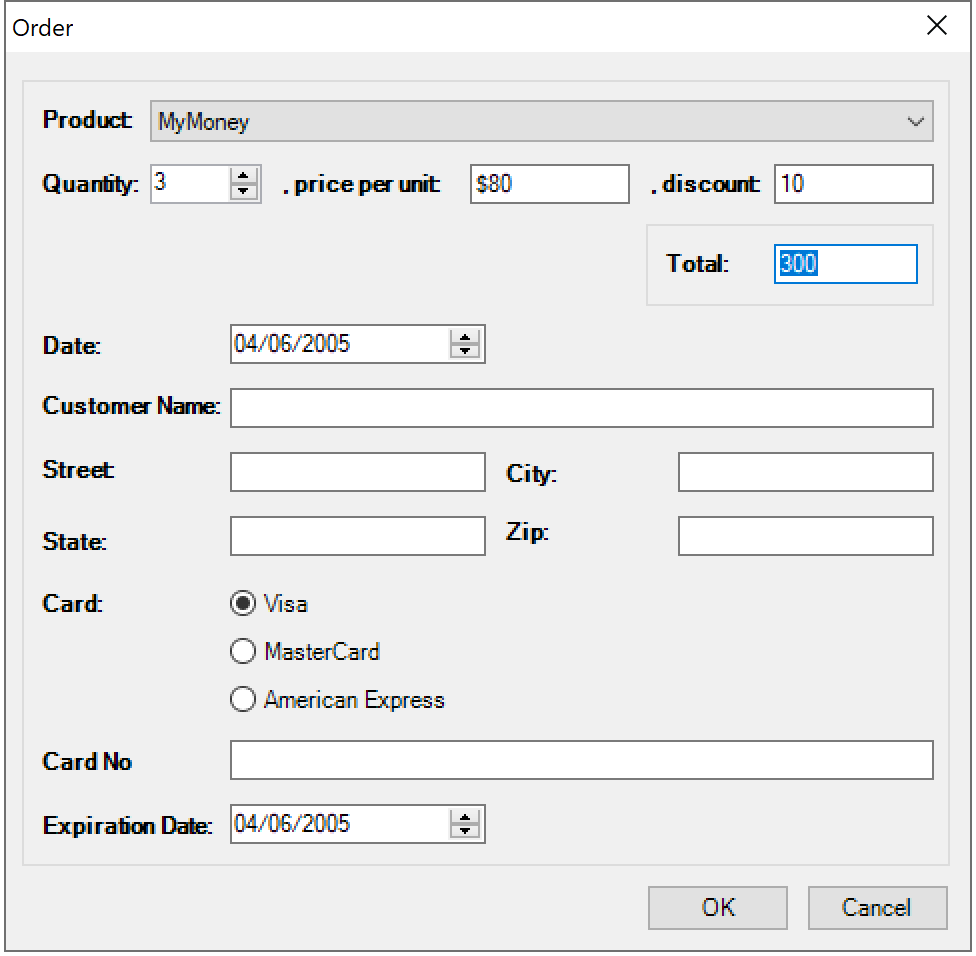 Order
Product: MyMoney
Quantity: 3 . price per unit: $80 . discount: 10
Total: 300
Date: 04/06/2005
Customer Name:
Street: City:
State: Zip:
Card: Visa
MasterCard
American Express
Card No
Expiration Date: 04/06/2005
OK Cancel